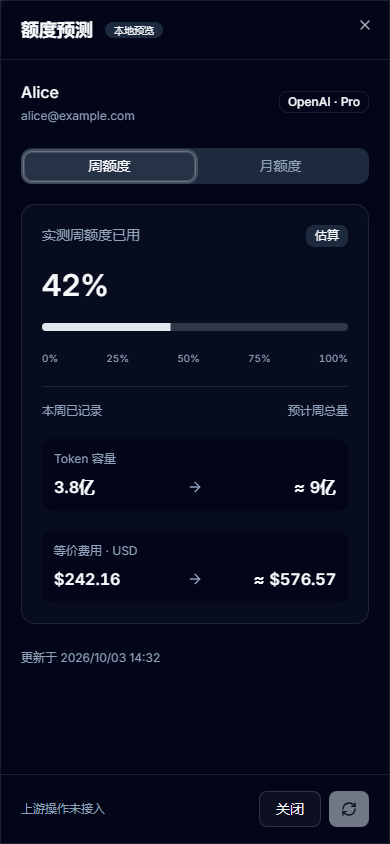 额度预测 本地预览
Alice
alice@example.com
OpenAI · Pro
周额度 月额度
实测周额度已用 估算
42%
0% 25% 50% 75% 100%
本周已记录 预计周总量
Token 容量
3.8亿 → ≈ 9亿
等价费用 · USD
$242.16 → ≈ $576.57
更新于 2026/10/03 14:32
上游操作未接入 关闭